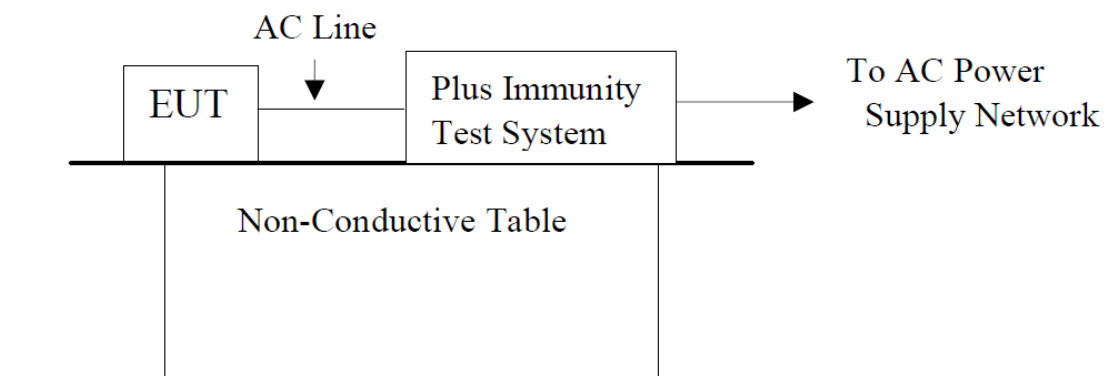 AC Line
EUT
Plus Immunity
Test System
To AC Power
Supply Network
Non-Conductive Table